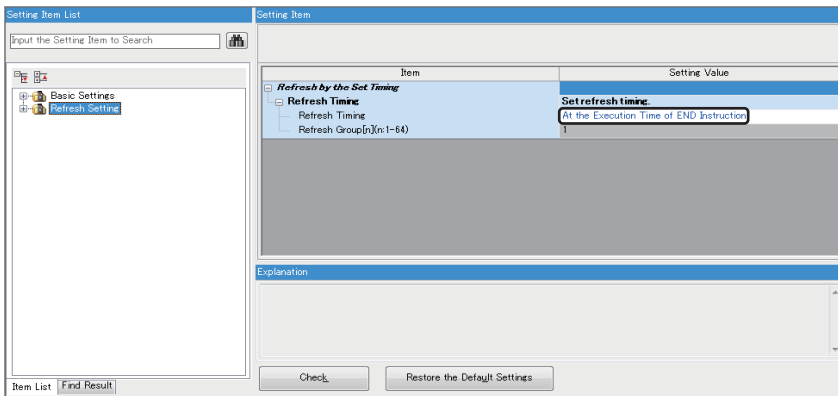 Setting Item List
Input the Setting Item to Search
Basic Settings
Refresh Setting
Item List
Find Result
Setting Item
Item Setting Value
Refresh by the Set Timing
Refresh Timing Set refresh timing.
Refresh Timing At the Execution Time of END Instruction
Refresh Group[n](n:1-64) 1
Explanation
Check
Restore the Default Settings